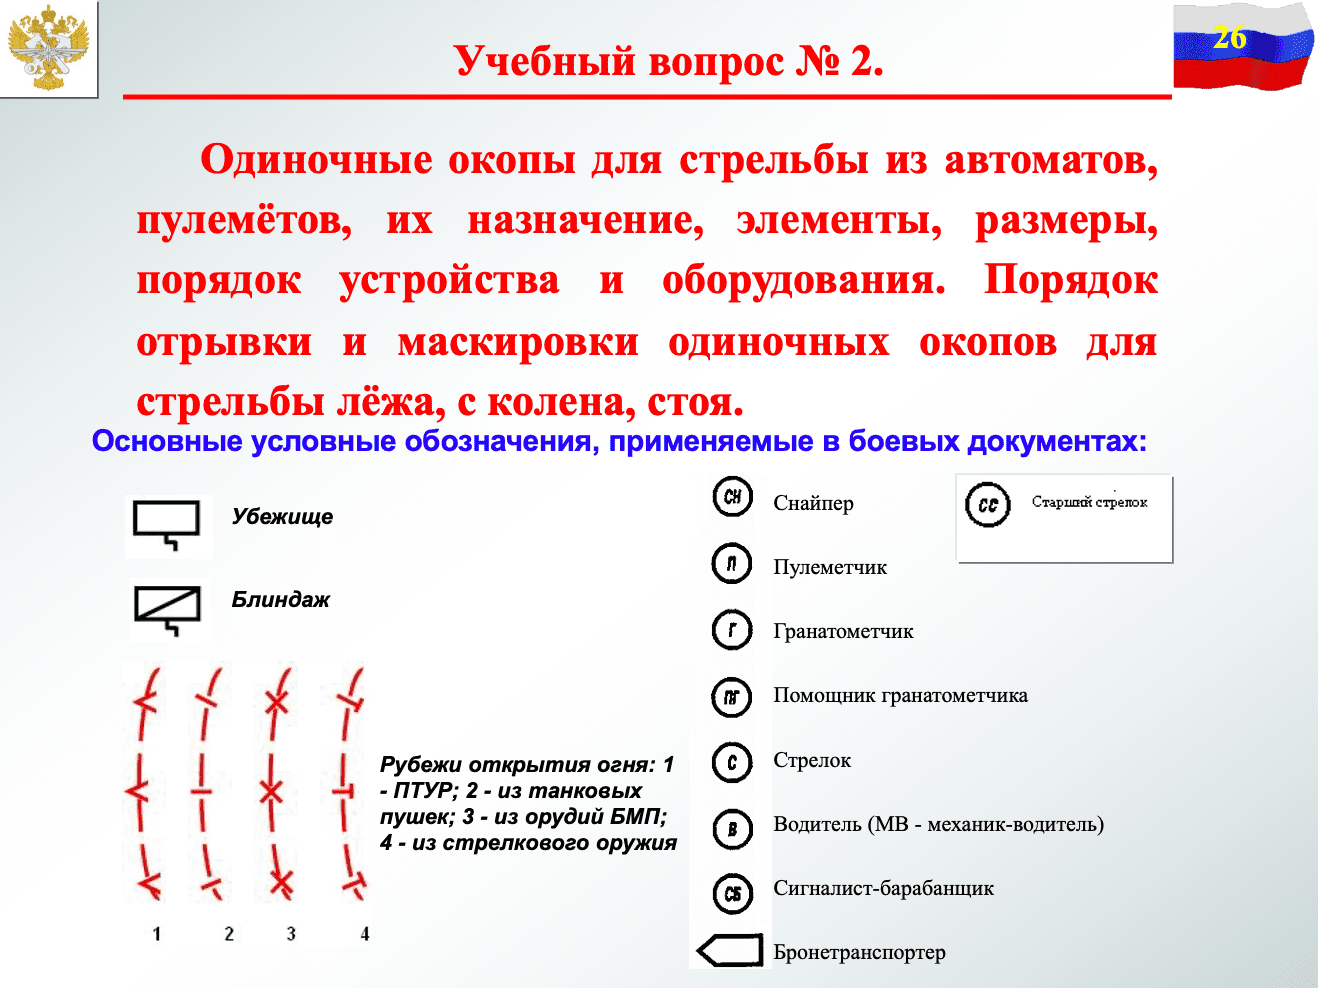 26
Учебный вопрос № 2.
Одиночные окопы для стрельбы из автоматов,
пулемётов, их назначение, элементы, размеры,
порядок устройства и оборудования. Порядок
отрывки и маскировки одиночных окопов для
стрельбы лёжа, с колена, стоя.
Основные условные обозначения, применяемые в боевых документах:
Убежище
Блиндаж
Рубежи открытия огня: 1
- ПТУР; 2 - из танковых
пушек; 3 - из орудий БМП;
4 - из стрелкового оружия
1 2 3 4
СН Снайпер
СС Старший стрелок
П Пулеметчик
Г Гранатометчик
ПГ Помощник гранатометчика
С Стрелок
В Водитель (МВ - механик-водитель)
СБ Сигналист-барабанщик
Бронетранспортер